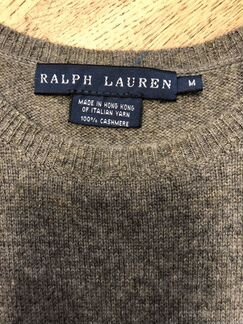 RALPH LAUREN M
MADE IN HONG KONG
OF ITALIAN YARN
100% CASHMERE